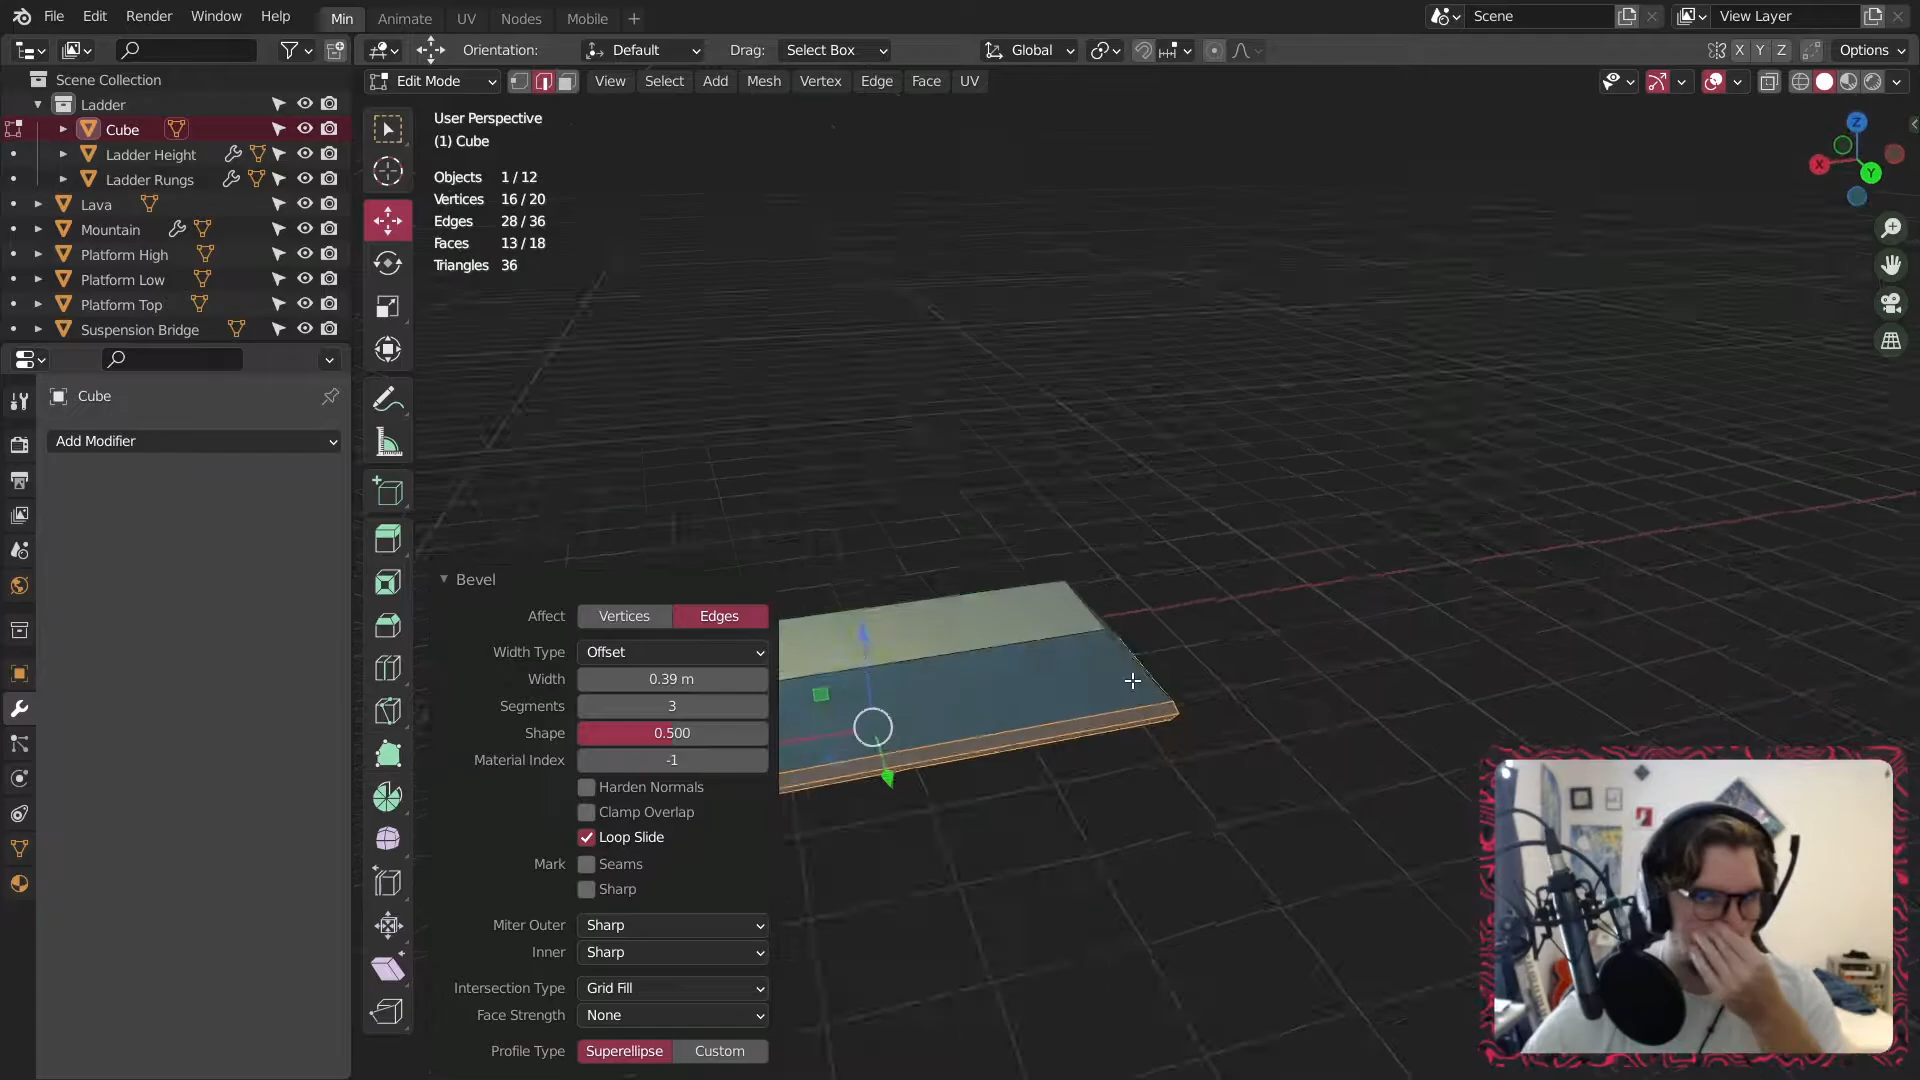 File Edit Render Window Help Min Animate UV Nodes Mobile + Scene View Layer
Orientation: Default Drag: Select Box Global X Y Z Options
Scene Collection
Ladder
Cube
Ladder Height
Ladder Rungs
Lava
Mountain
Platform High
Platform Low
Platform Top
Suspension Bridge
Cube
Add Modifier
Edit Mode View Select Add Mesh Vertex Edge Face UV
User Perspective
(1) Cube
Objects 1 / 12
Vertices 16 / 20
Edges 28 / 36
Faces 13 / 18
Triangles 36
Z
X
Y
Bevel
Affect Vertices Edges
Width Type Offset
Width 0.39 m
Segments 3
Shape 0.500
Material Index -1
Harden Normals
Clamp Overlap
Loop Slide
Mark Seams
Sharp
Miter Outer Sharp
Inner Sharp
Intersection Type Grid Fill
Face Strength None
Profile Type Superellipse Custom